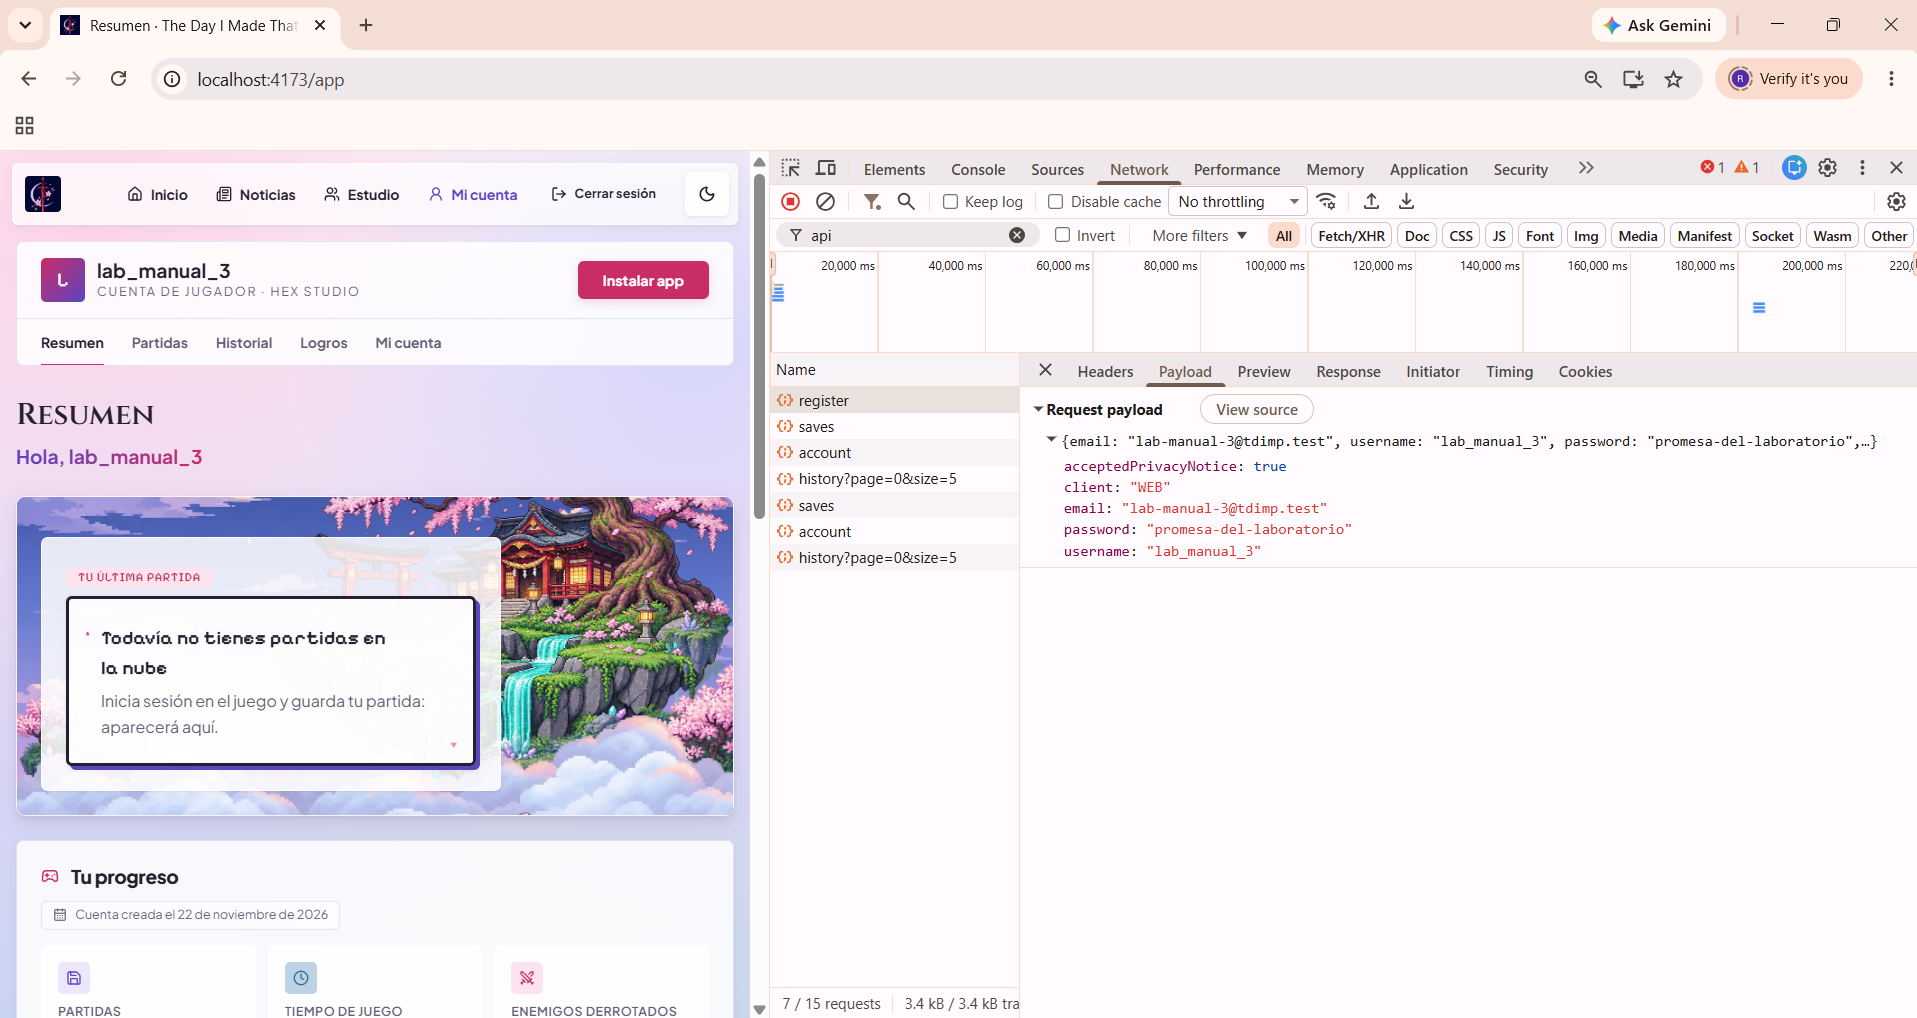 Resumen · The Day I Made That
Ask Gemini
localhost:4173/app
Verify it's you
Inicio
Noticias
Estudio
Mi cuenta
Cerrar sesión
L
lab_manual_3
CUENTA DE JUGADOR · HEX STUDIO
Instalar app
Resumen
Partidas
Historial
Logros
Mi cuenta
RESUMEN
Hola, lab_manual_3
TU ÚLTIMA PARTIDA
* Todavía no tienes partidas en
la nube
Inicia sesión en el juego y guarda tu partida:
aparecerá aquí.
Tu progreso
Cuenta creada el 22 de noviembre de 2026
PARTIDAS
TIEMPO DE JUEGO
ENEMIGOS DERROTADOS
Elements
Console
Sources
Network
Performance
Memory
Application
Security
1
1
Keep log
Disable cache
No throttling
api
Invert
More filters
All
Fetch/XHR
Doc
CSS
JS
Font
Img
Media
Manifest
Socket
Wasm
Other
20,000 ms
40,000 ms
60,000 ms
80,000 ms
100,000 ms
120,000 ms
140,000 ms
160,000 ms
180,000 ms
200,000 ms
220,
Name
register
saves
account
history?page=0&size=5
saves
account
history?page=0&size=5
7 / 15 requests
3.4 kB / 3.4 kB tra
Headers
Payload
Preview
Response
Initiator
Timing
Cookies
Request payload
View source
{email: "lab-manual-3@tdimp.test", username: "lab_manual_3", password: "promesa-del-laboratorio",…}
acceptedPrivacyNotice: true
client: "WEB"
email: "lab-manual-3@tdimp.test"
password: "promesa-del-laboratorio"
username: "lab_manual_3"